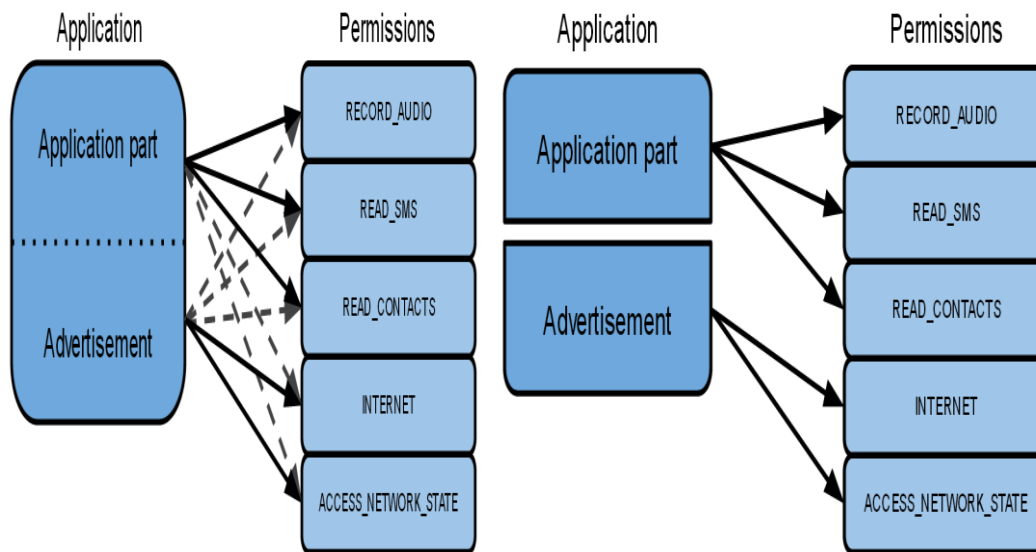 Application
Permissions
Application part
Advertisement
RECORD_AUDIO
READ_SMS
READ_CONTACTS
INTERNET
ACCESS_NETWORK_STATE
Application
Permissions
Application part
Advertisement
RECORD_AUDIO
READ_SMS
READ_CONTACTS
INTERNET
ACCESS_NETWORK_STATE